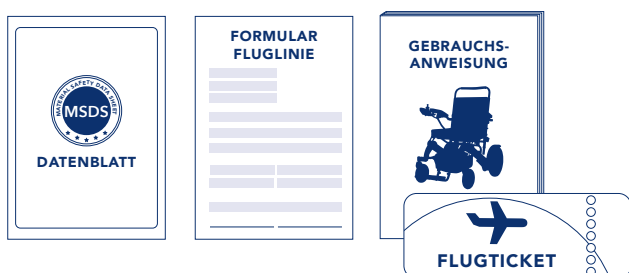 MATERIAL SAFETY DATA SHEET
MSDS
DATENBLATT
FORMULAR
FLUGLINIE
GEBRAUCHS-
ANWEISUNG
FLUGTICKET